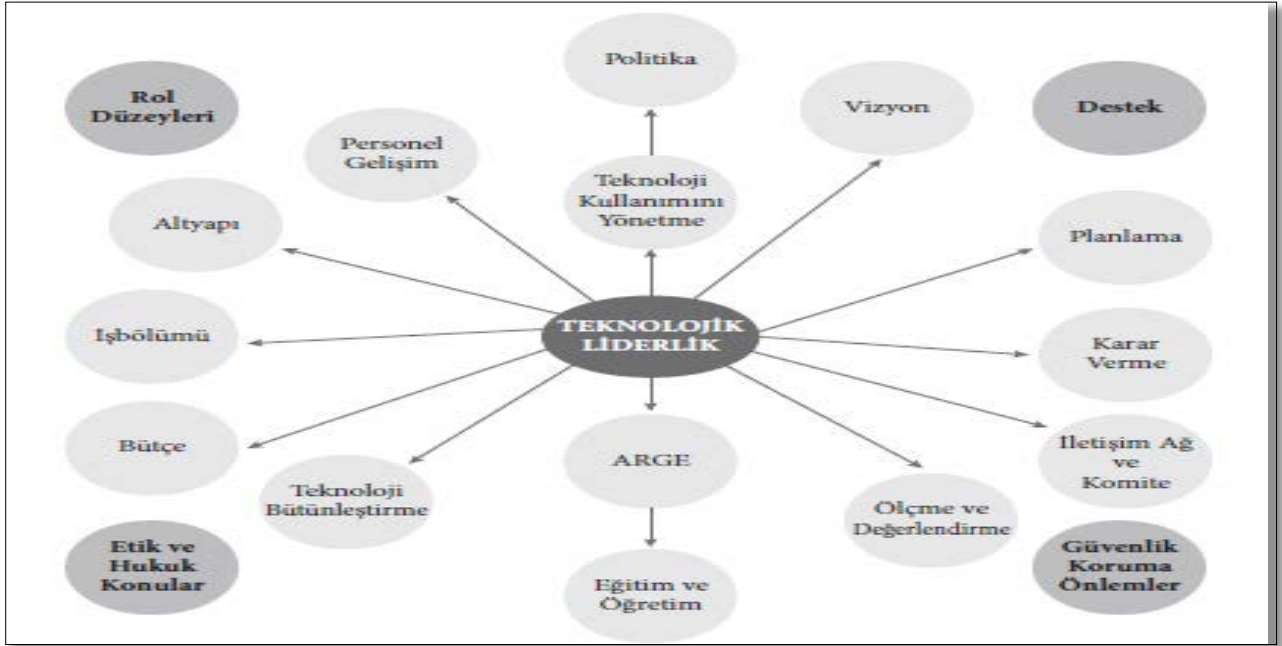 Politika
Rol
Düzeyleri
Vizyon
Destek
Personel
Gelişim
Teknoloji
Kullanımını
Yönetme
Altyapı
Planlama
TEKNOLOJİK
LİDERLİK
İşbölümü
Karar
Verme
Bütçe
ARGE
İletişim Ağ
ve
Komite
Teknoloji
Bütünleştirme
Ölçme ve
Değerlendirme
Etik ve
Hukuk
Konular
Eğitim ve
Öğretim
Güvenlik
Koruma
Önlemler